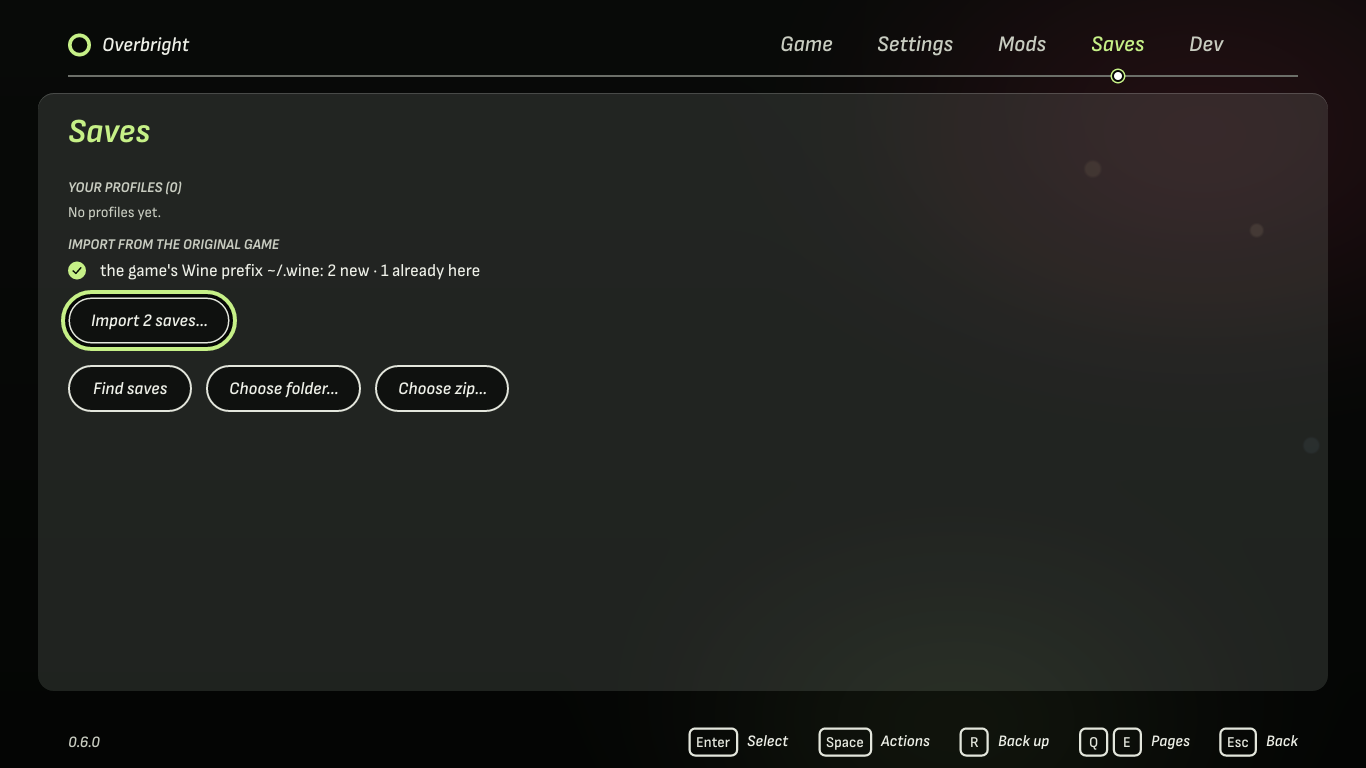 Overbright
Game Settings Mods Saves Dev
Saves
YOUR PROFILES (0)
No profiles yet.
IMPORT FROM THE ORIGINAL GAME
the game's Wine prefix ~/.wine: 2 new · 1 already here
Import 2 saves...
Find saves Choose folder... Choose zip...
0.6.0 Enter Select Space Actions R Back up Q E Pages Esc Back